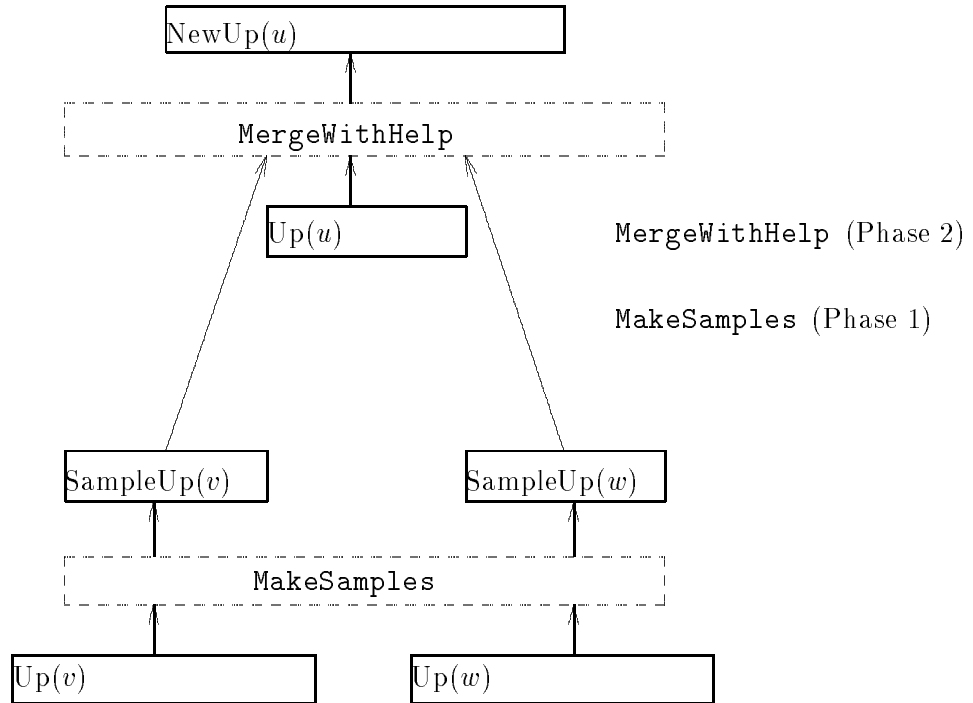 NewUp(u)
MergeWithHelp
Up(u)
MergeWithHelp (Phase 2)
MakeSamples (Phase 1)
SampleUp(v)
SampleUp(w)
MakeSamples
Up(v)
Up(w)